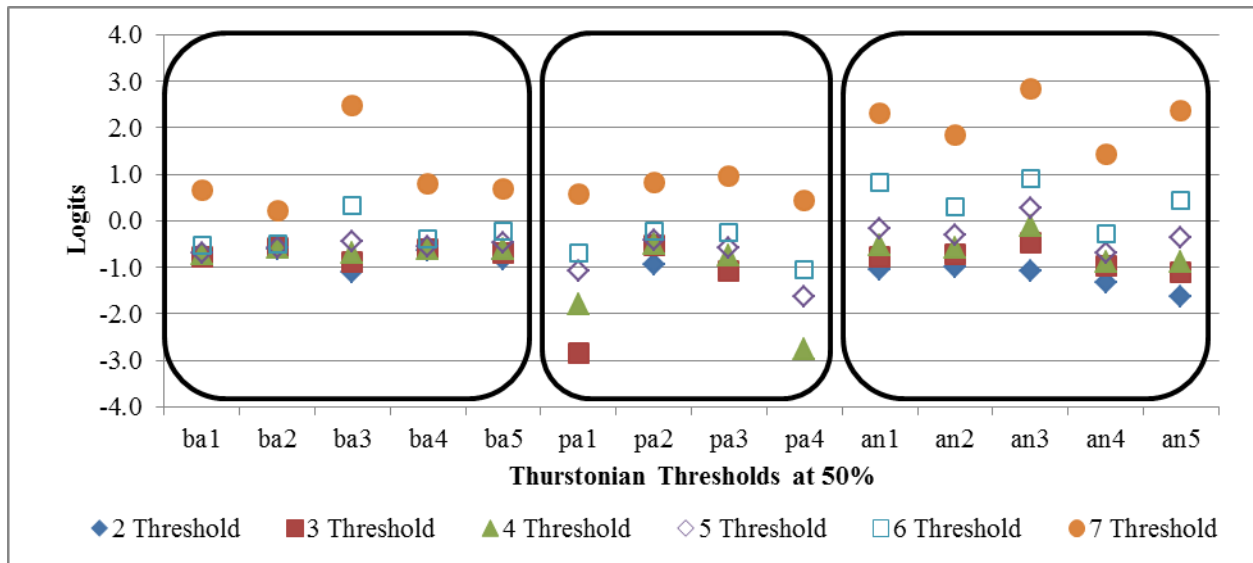 4.0
3.0
2.0
1.0
0.0
-1.0
-2.0
-3.0
-4.0
Logits
ba1 ba2 ba3 ba4 ba5 pa1 pa2 pa3 pa4 an1 an2 an3 an4 an5
Thurstonian Thresholds at 50%
2 Threshold 3 Threshold 4 Threshold 5 Threshold 6 Threshold 7 Threshold